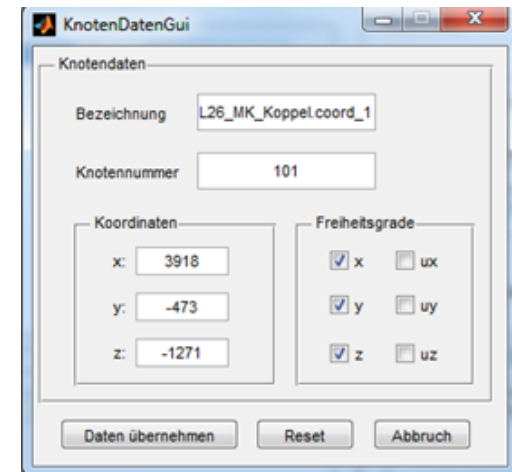 KnotenDatenGui
Knotendaten
Bezeichnung L26_MK_Koppel.coord_1
Knotennummer 101
Koordinaten Freiheitsgrade
x: 3918 x ux
y: -473 y uy
z: -1271 z uz
Daten übernehmen Reset Abbruch